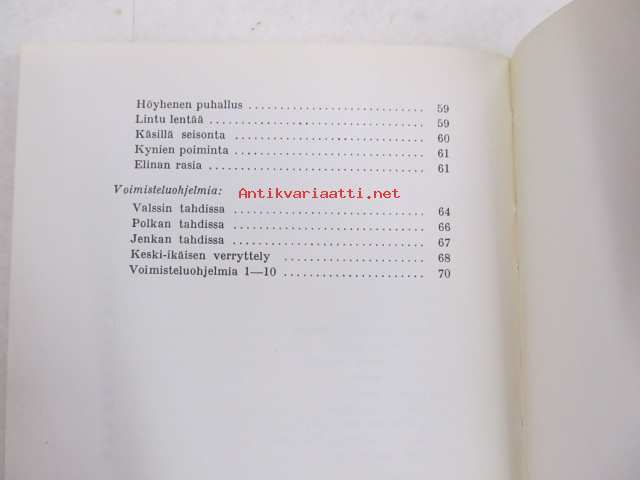 Höyhenen puhallus ............................ 59
Lintu lentää ............................ 59
Käsillä seisonta ............................ 60
Kynien poiminta ............................ 61
Elinan rasia ............................ 61
Voimisteluohjelmia:
Antikvariaatti.net
Valssin tahdissa ............................ 64
Polkan tahdissa ............................ 66
Jenkan tahdissa ............................ 67
Keski-ikäisen verryttely ...................... 68
Voimisteluohjelmia 1—10 ...................... 70